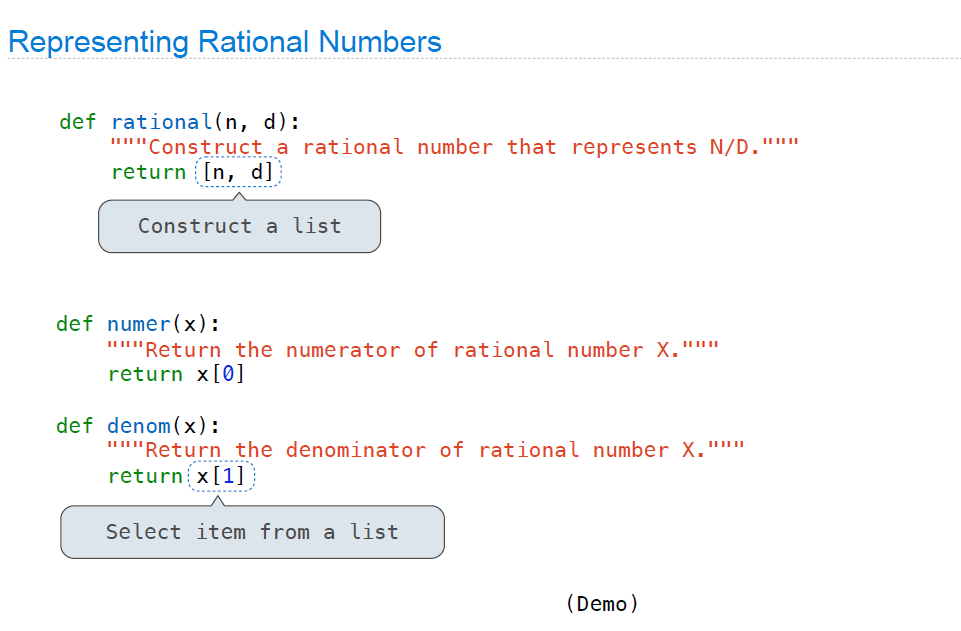 Representing Rational Numbers
def rational(n, d):
    """Construct a rational number that represents N/D."""
    return [n, d]
Construct a list
def numer(x):
    """Return the numerator of rational number X."""
    return x[0]
def denom(x):
    """Return the denominator of rational number X."""
    return x[1]
Select item from a list
(Demo)